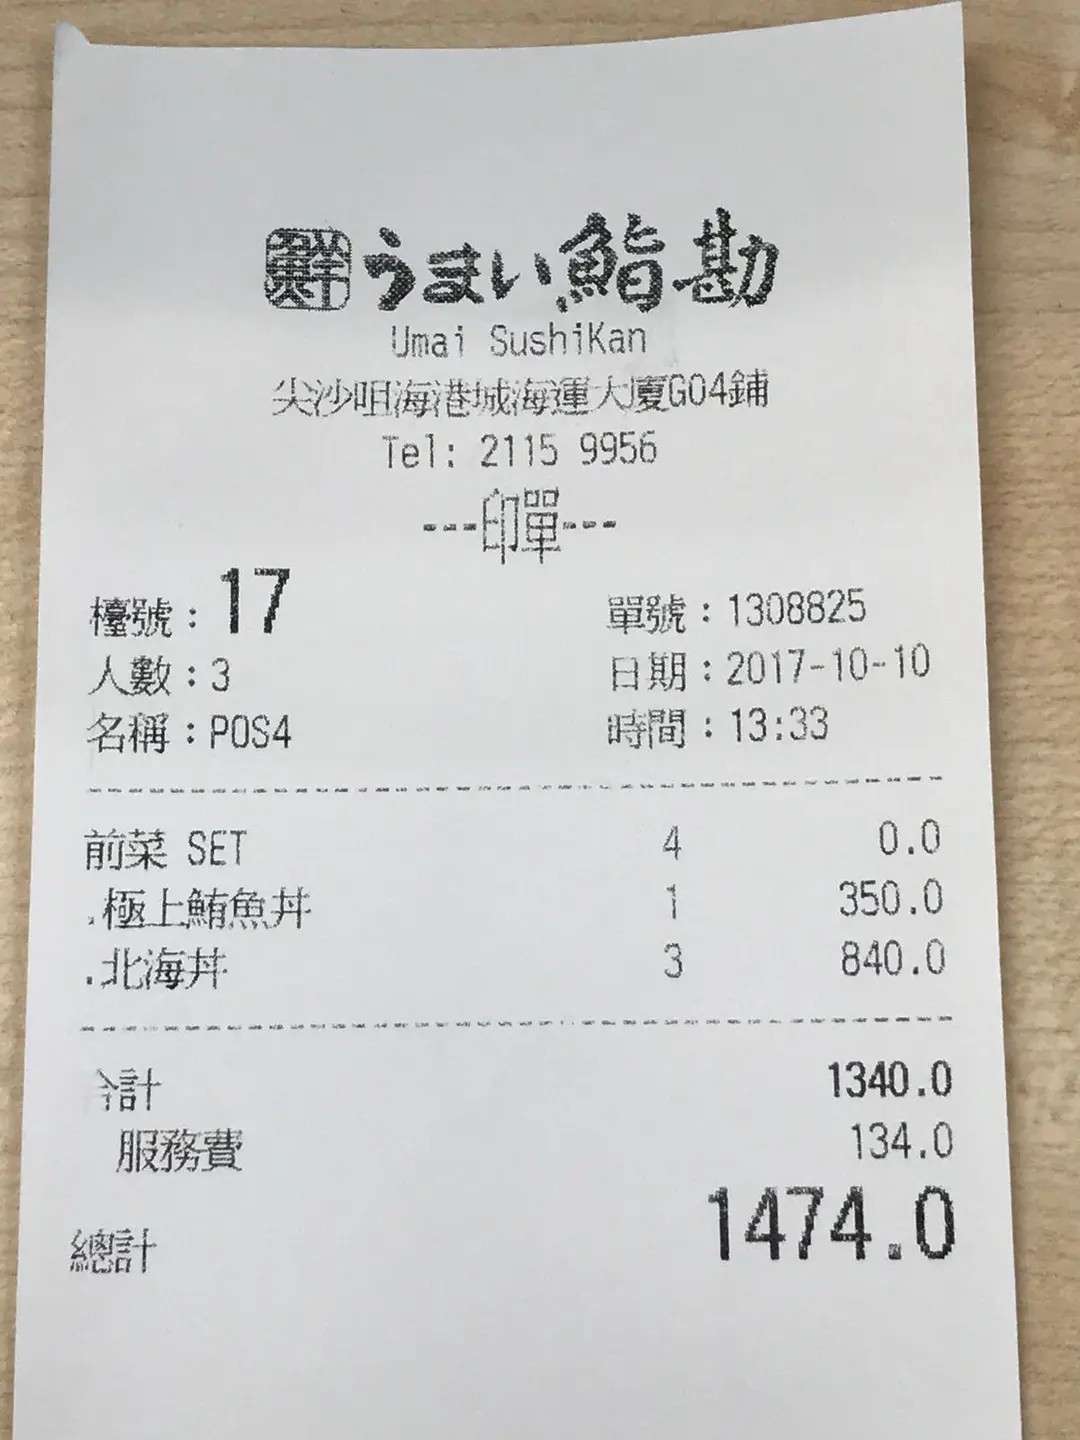 鮮 うまい鮨勘
Umai SushiKan
尖沙咀海港城海運大廈G04鋪
Tel: 2115 9956
---印單---
檯號：17 單號：1308825
人數：3 日期：2017-10-10
名稱：POS4 時間：13:33
前菜 SET 4 0.0
.極上鮪魚丼 1 350.0
.北海丼 3 840.0
合計 1340.0
服務費 134.0
總計 1474.0